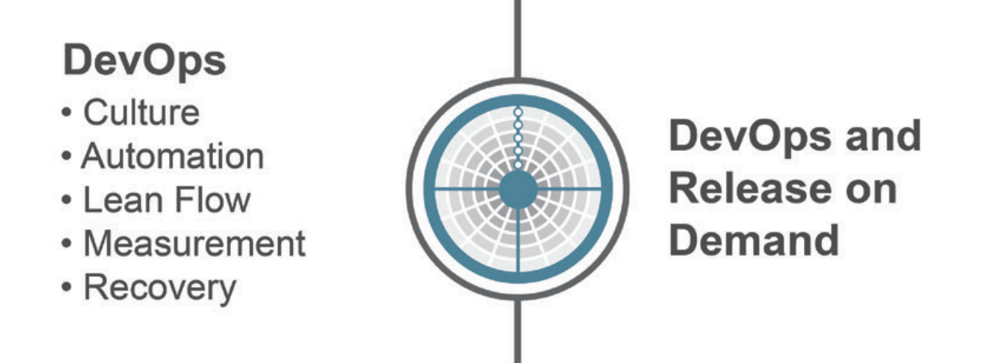 DevOps
• Culture
• Automation
• Lean Flow
• Measurement
• Recovery
DevOps and
Release on
Demand